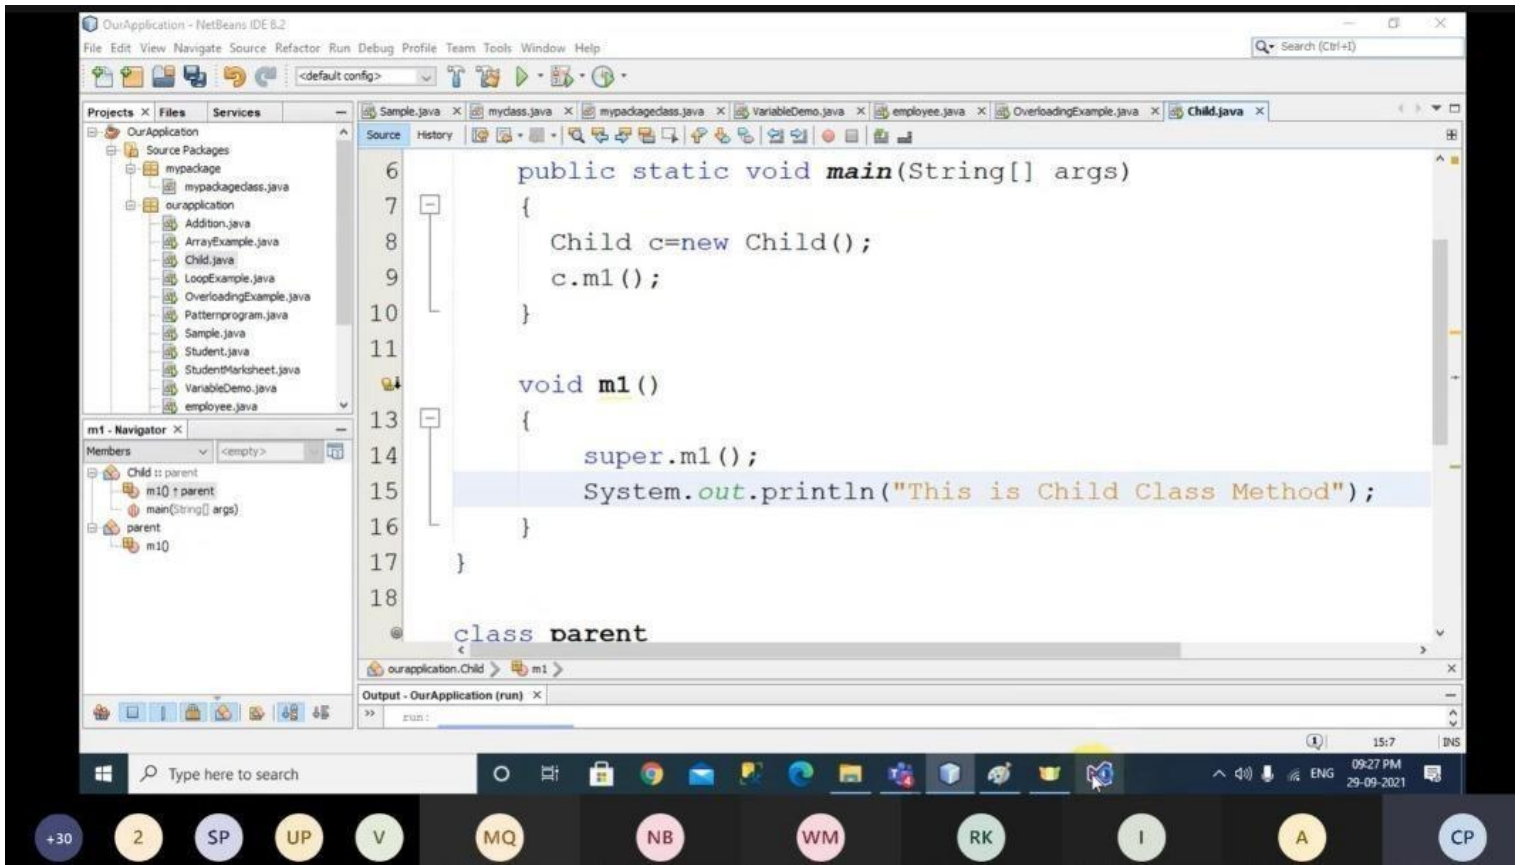 OurApplication - NetBeans IDE 8.2
File Edit View Navigate Source Refactor Run Debug Profile Team Tools Window Help
Search (Ctrl+I)
<default config>
Projects Files Services
Sample.java myclass.java mypackageclass.java VariableDemo.java employee.java OverloadingExample.java Child.java
Source History
OurApplication
Source Packages
mypackage
mypackageclass.java
ourapplication
Addition.java
ArrayExample.java
Child.java
LoopExample.java
OverloadingExample.java
Patternprogram.java
Sample.java
Student.java
StudentMarksheet.java
VariableDemo.java
employee.java
m1 - Navigator
Members <empty>
Child :: parent
m1() ↑ parent
main(String[] args)
parent
m1()
6 public static void main(String[] args)
7 {
8 Child c=new Child();
9 c.m1();
10 }
11
void m1()
13 {
14 super.m1();
15 System.out.println("This is Child Class Method");
16 }
17 }
18
class parent
ourapplication.Child m1
Output - OurApplication (run)
run:
1 15:7 INS
Type here to search
ENG
09:27 PM
29-09-2021
+30 2 SP UP V MQ NB WM RK I A CP